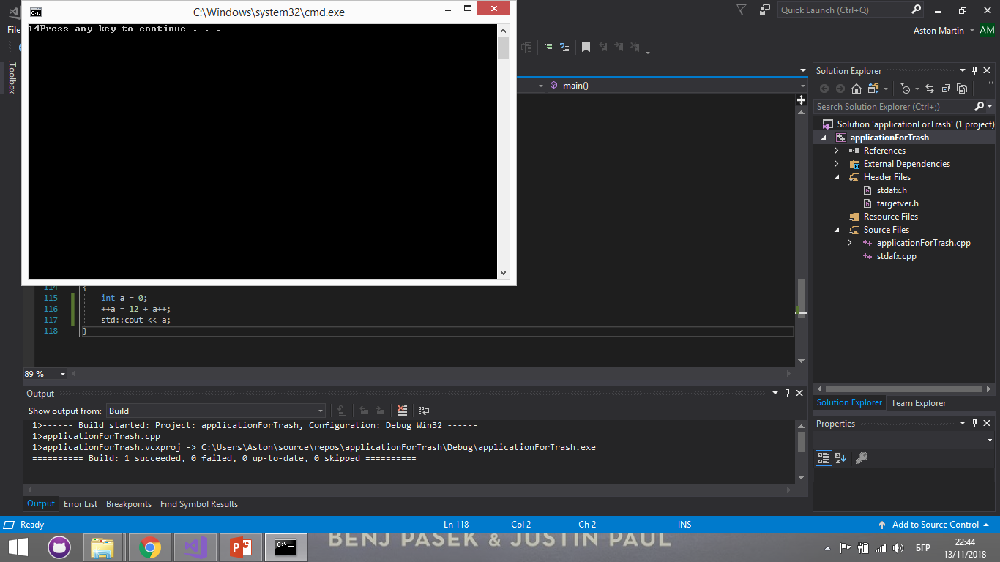 C:\Windows\system32\cmd.exe
14Press any key to continue . . .
Quick Launch (Ctrl+Q)
File
Aston Martin
AM
Toolbox
main()
114 {
115 int a = 0;
116 ++a = 12 + a++;
117 std::cout << a;
118 }
89 %
Output
Show output from: Build
1>------ Build started: Project: applicationForTrash, Configuration: Debug Win32 ------
1>applicationForTrash.cpp
1>applicationForTrash.vcxproj -> C:\Users\Aston\source\repos\applicationForTrash\Debug\applicationForTrash.exe
========== Build: 1 succeeded, 0 failed, 0 up-to-date, 0 skipped ==========
Output Error List Breakpoints Find Symbol Results
Solution Explorer
Search Solution Explorer (Ctrl+;)
Solution 'applicationForTrash' (1 project)
applicationForTrash
References
External Dependencies
Header Files
stdafx.h
targetver.h
Resource Files
Source Files
applicationForTrash.cpp
stdafx.cpp
Solution Explorer Team Explorer
Properties
Ready Ln 118 Col 2 Ch 2 INS Add to Source Control
BENJ PASEK & JUSTIN PAUL
БГР
22:44
13/11/2018